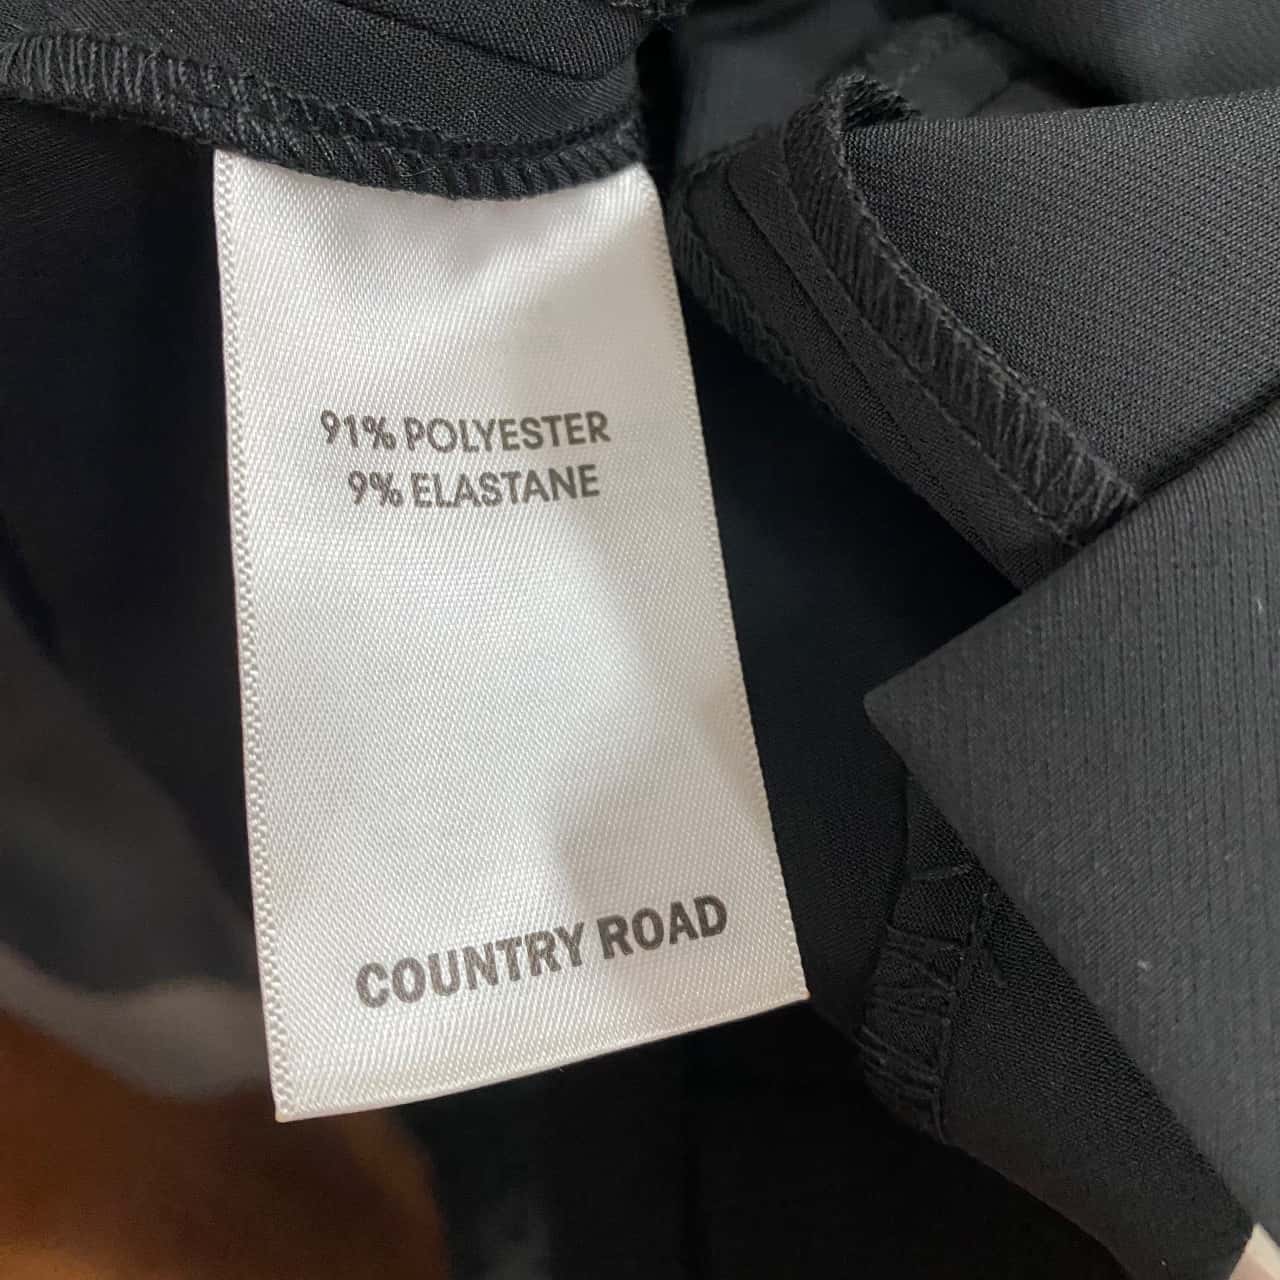 91% POLYESTER
9% ELASTANE
COUNTRY ROAD